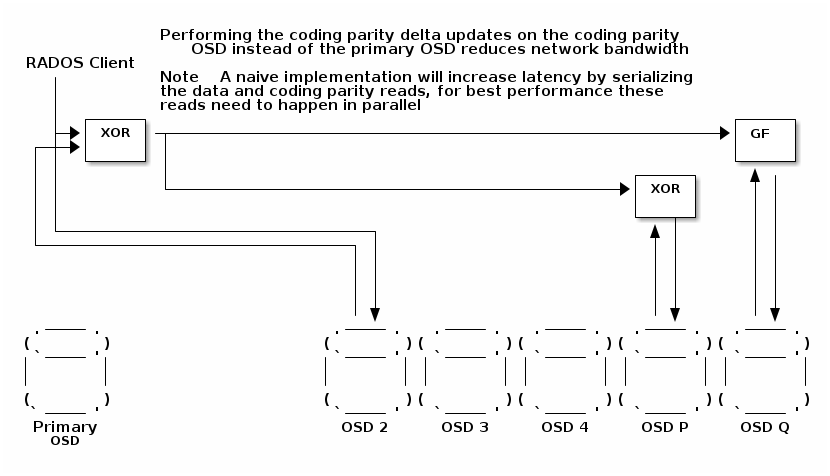 Performing the coding parity delta updates on the coding parity
OSD instead of the primary OSD reduces network bandwidth
RADOS Client
Note A naive implementation will increase latency by serializing
the data and coding parity reads, for best performance these
reads need to happen in parallel
XOR
GF
XOR
Primary
OSD
OSD 2
OSD 3
OSD 4
OSD P
OSD Q